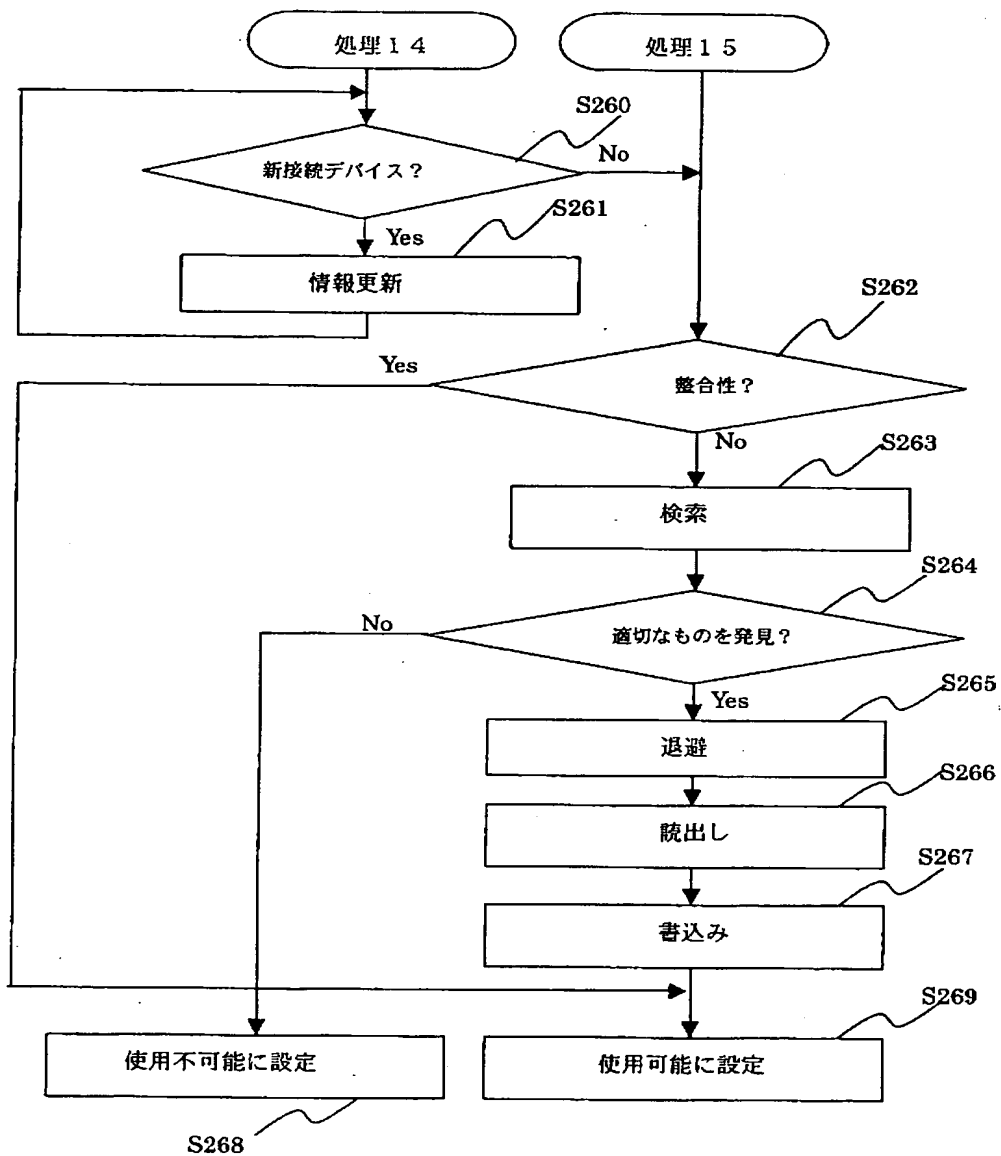 処理１４
処理１５
S260
新接続デバイス？
No
S261
Yes
情報更新
S262
Yes
整合性？
No
S263
検索
S264
No
適切なものを発見？
Yes
S265
退避
S266
読出し
S267
書込み
S269
使用不可能に設定
使用可能に設定
S268